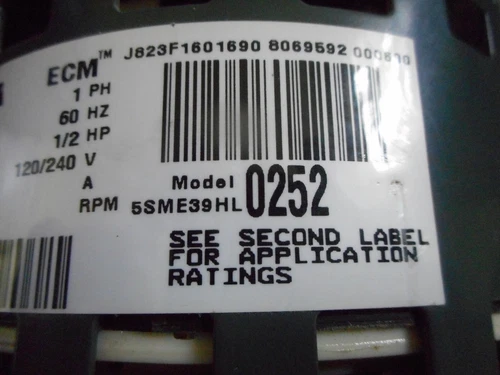 ECM™ J823F1601690 8069592
1 PH
60 HZ
1/2 HP
120/240 V
A
RPM
Model
5SME39HL 0252
SEE SECOND LABEL
FOR APPLICATION
RATINGS